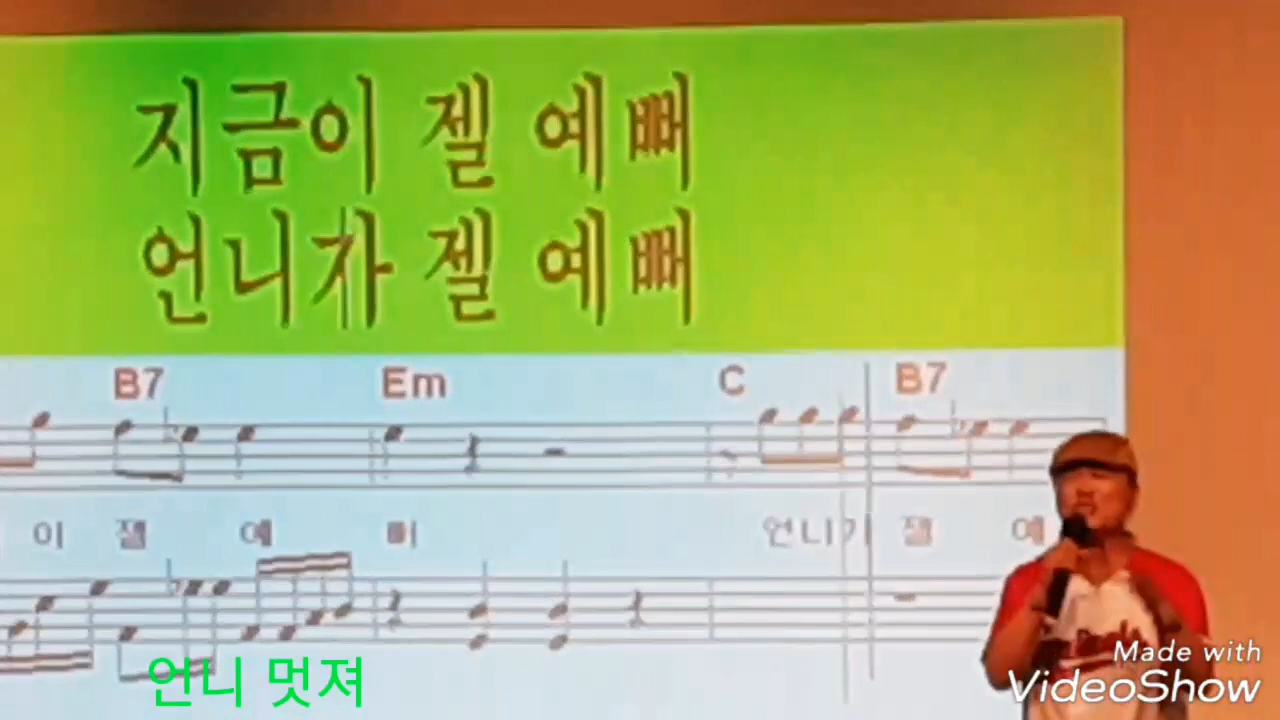 지금이 젤 예뻐
언니가 젤 예뻐
B7 Em C B7
이 젤 예 뻐 언니가 젤 예
언니 멋져
Made with
VideoShow